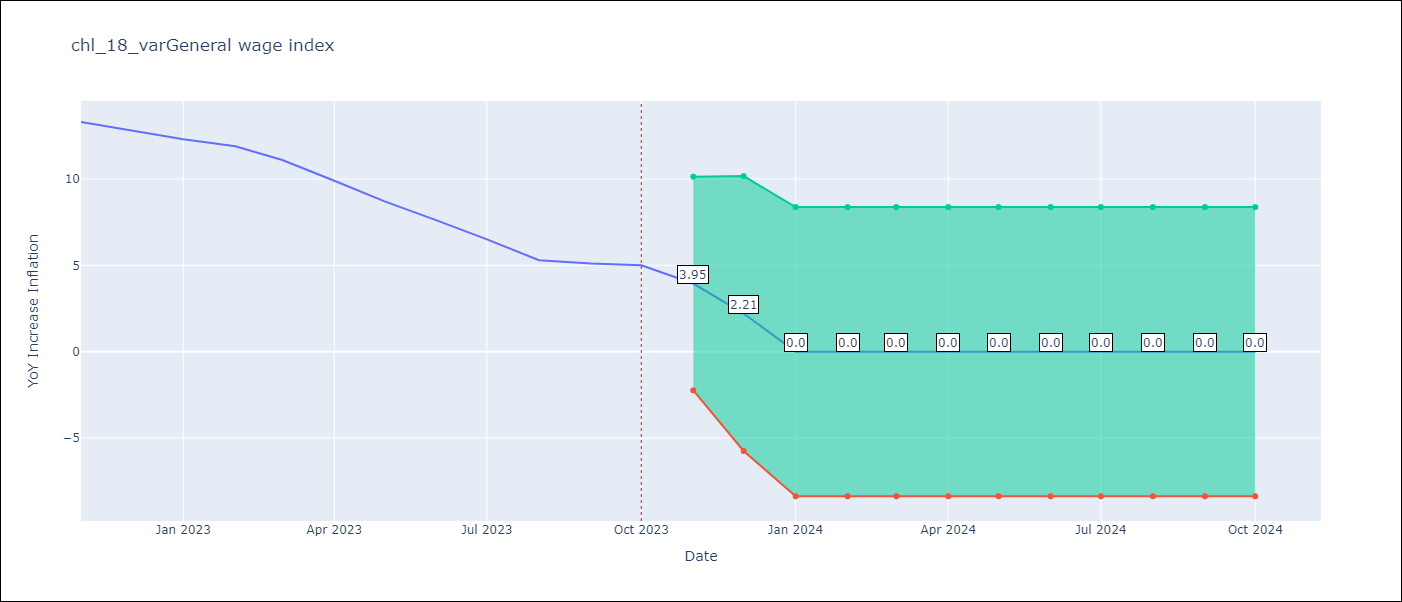 chl_18_varGeneral wage index
YoY Increase Inflation
10
5
0
−5
3.95
2.21
0.0 0.0 0.0 0.0 0.0 0.0 0.0 0.0 0.0 0.0
Jan 2023 Apr 2023 Jul 2023 Oct 2023 Jan 2024 Apr 2024 Jul 2024 Oct 2024
Date